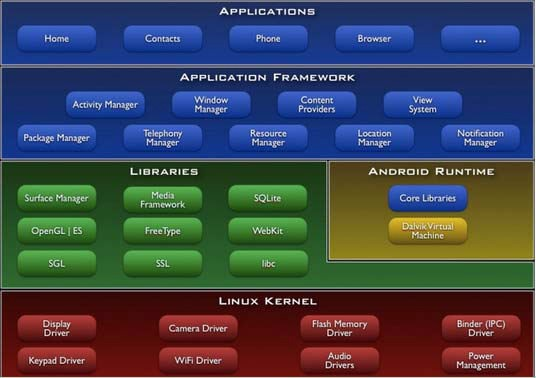 APPLICATIONS
Home
Contacts
Phone
Browser
...
APPLICATION FRAMEWORK
Activity Manager
Window
Manager
Content
Providers
View
System
Package Manager
Telephony
Manager
Resource
Manager
Location
Manager
Notification
Manager
LIBRARIES
Surface Manager
Media
Framework
SQLite
OpenGL | ES
FreeType
WebKit
SGL
SSL
libc
ANDROID RUNTIME
Core Libraries
Dalvik Virtual
Machine
LINUX KERNEL
Display
Driver
Camera Driver
Flash Memory
Driver
Binder (IPC)
Driver
Keypad Driver
WiFi Driver
Audio
Drivers
Power
Management